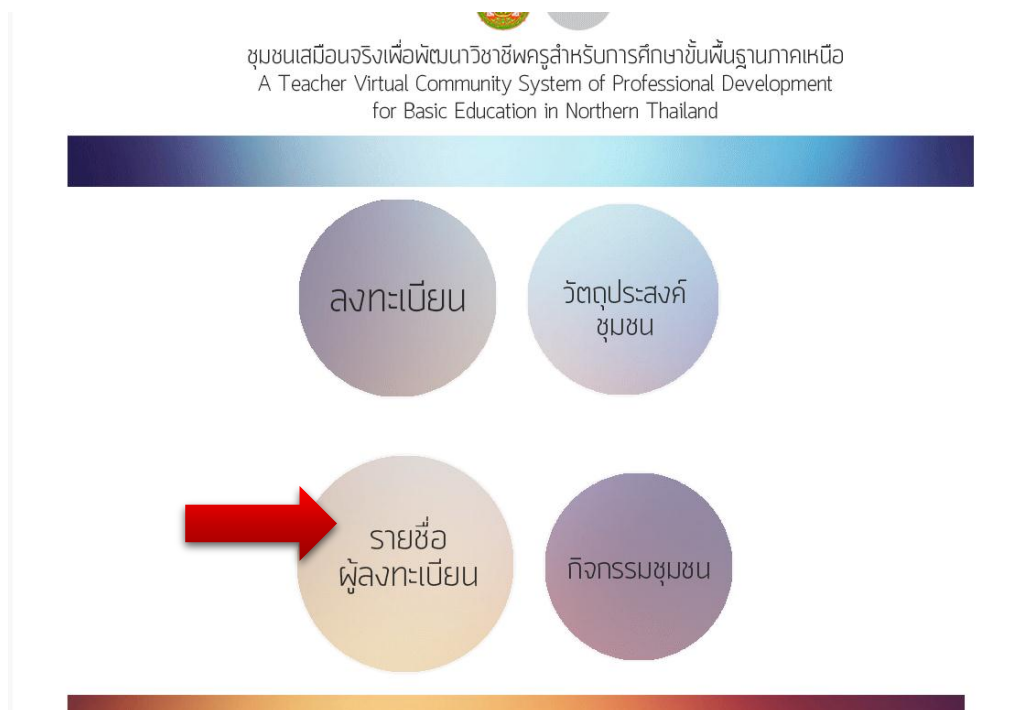 ชุมชนเสมือนจริงเพื่อพัฒนาวิชาชีพครูสำหรับการศึกษาขั้นพื้นฐานภาคเหนือ
A Teacher Virtual Community System of Professional Development
for Basic Education in Northern Thailand
ลงทะเบียน
วัตถุประสงค์
ชุมชน
รายชื่อ
ผู้ลงทะเบียน
กิจกรรมชุมชน